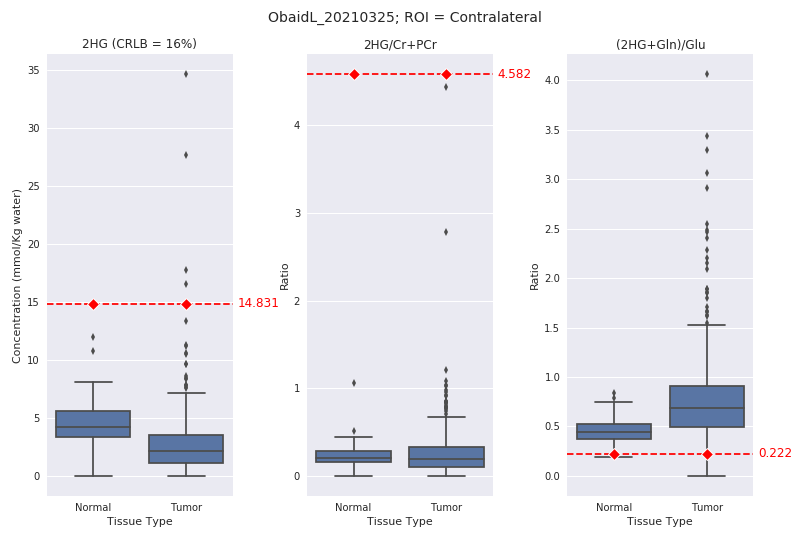 ObaidL_20210325; ROI = Contralateral
2HG (CRLB = 16%)
Concentration (mmol/Kg water)
35
30
25
20
15
10
5
0
14.831
Normal Tumor
Tissue Type
2HG/Cr+PCr
Ratio
4
3
2
1
0
4.582
Normal Tumor
Tissue Type
(2HG+Gln)/Glu
Ratio
4.0
3.5
3.0
2.5
2.0
1.5
1.0
0.5
0.0
0.222
Normal Tumor
Tissue Type